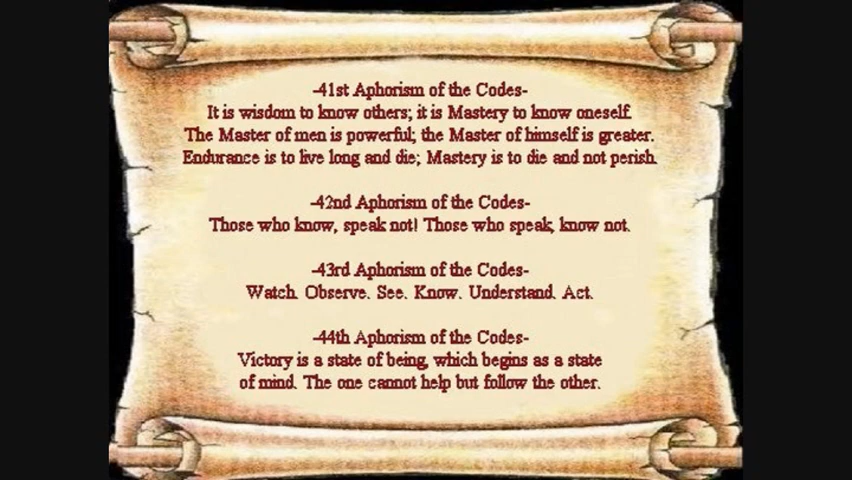 -41st Aphorism of the Codes-
It is wisdom to know others; it is Mastery to know oneself.
The Master of men is powerful; the Master of himself is greater.
Endurance is to live long and die; Mastery is to die and not perish.
-42nd Aphorism of the Codes-
Those who know, speak not! Those who speak, know not.
-43rd Aphorism of the Codes-
Watch. Observe. See. Know. Understand. Act.
-44th Aphorism of the Codes-
Victory is a state of being, which begins as a state
of mind. The one cannot help but follow the other.